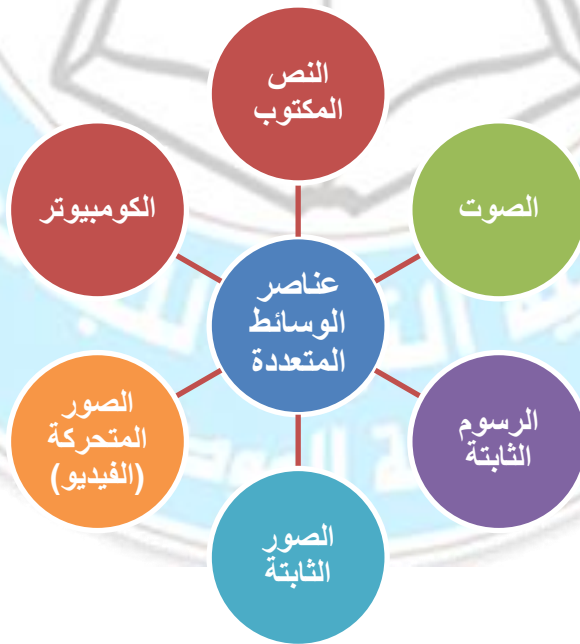 النص
المكتوب
الصوت
الرسوم
الثابتة
الصور
الثابتة
الصور
المتحركة
(الفيديو)
الكومبيوتر
عناصر
الوسائط
المتعددة